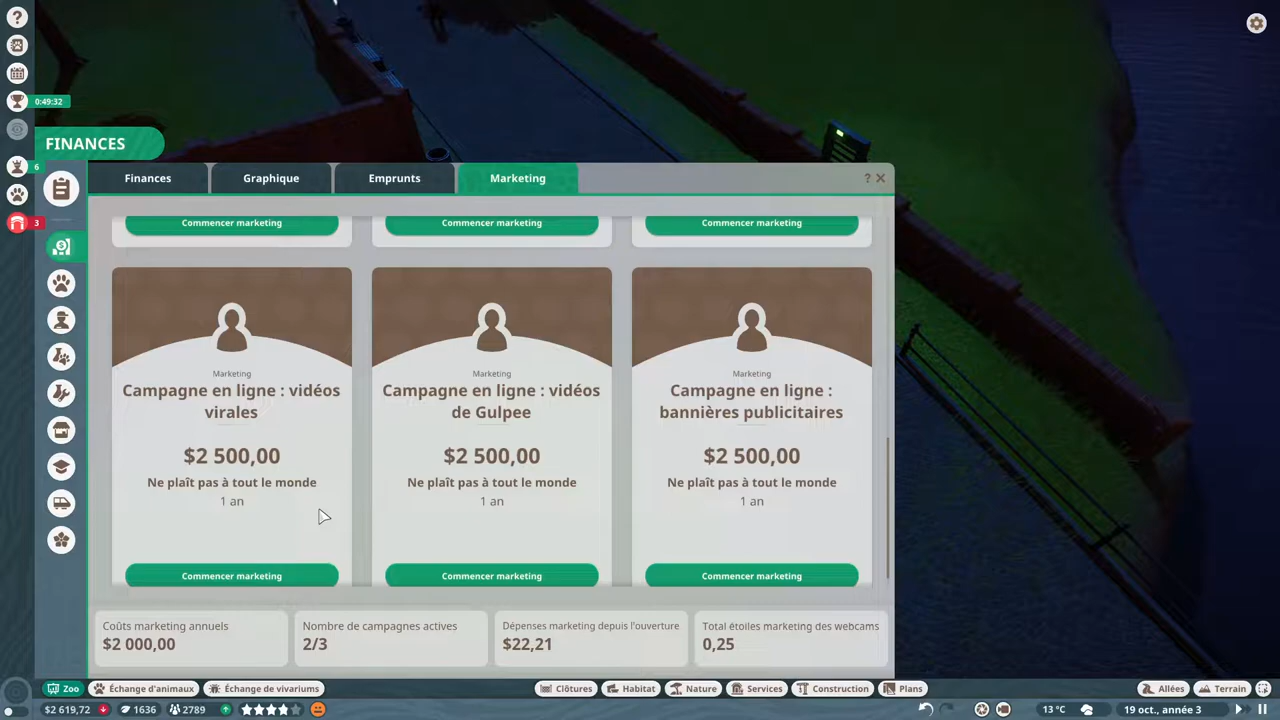 0:49:32
FINANCES
6
3
Finances
Graphique
Emprunts
Marketing
?
Commencer marketing
Commencer marketing
Commencer marketing
Marketing
Campagne en ligne : vidéos
virales
$2 500,00
Ne plaît pas à tout le monde
1 an
Commencer marketing
Marketing
Campagne en ligne : vidéos
de Gulpee
$2 500,00
Ne plaît pas à tout le monde
1 an
Commencer marketing
Marketing
Campagne en ligne :
bannières publicitaires
$2 500,00
Ne plaît pas à tout le monde
1 an
Commencer marketing
Coûts marketing annuels
$2 000,00
Nombre de campagnes actives
2/3
Dépenses marketing depuis l'ouverture
$22,21
Total étoiles marketing des webcams
0,25
Zoo
Échange d'animaux
Échange de vivariums
Clôtures
Habitat
Nature
Services
Construction
Plans
Allées
Terrain
$2 619,72
1636
2789
13 °C
19 oct., année 3